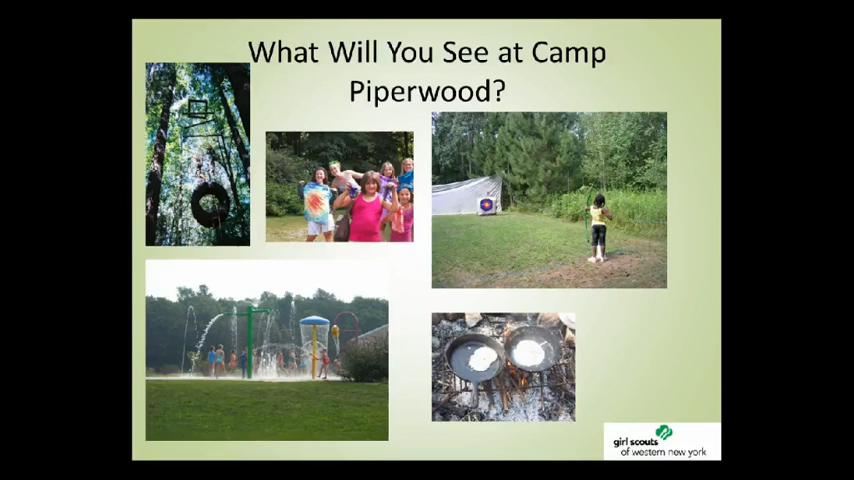 What Will You See at Camp
Piperwood?
girl scouts
of western new york